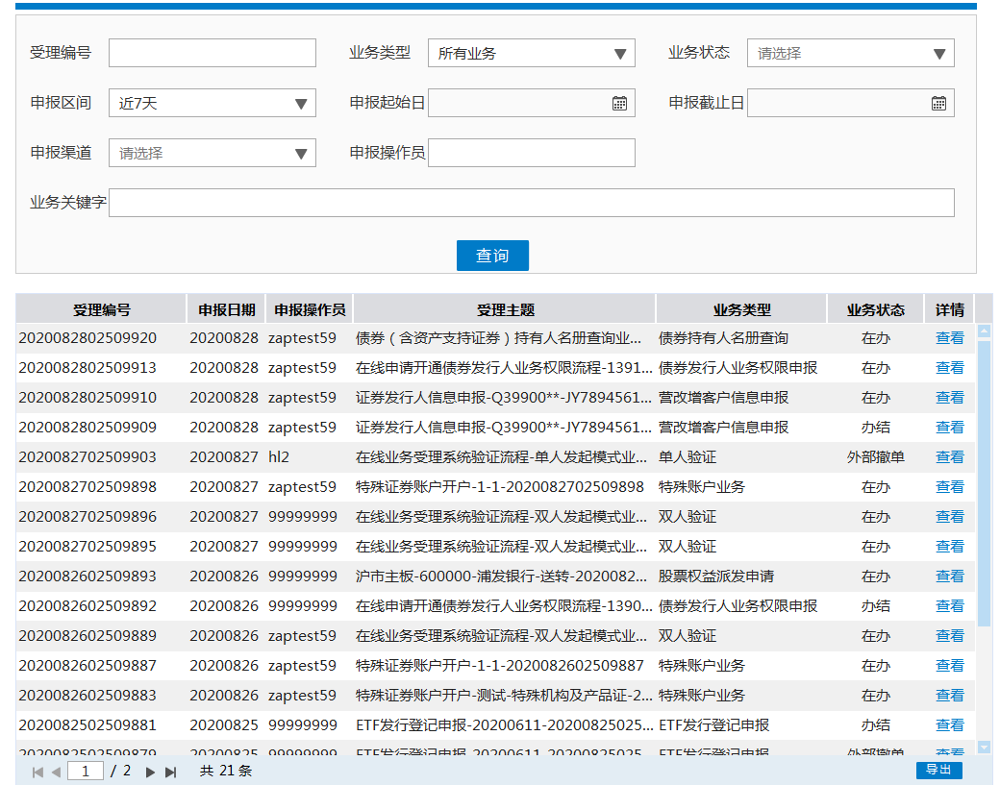 受理编号 业务类型 所有业务 业务状态 请选择
申报区间 近7天 申报起始日 申报截止日
申报渠道 请选择 申报操作员
业务关键字
查询
受理编号 申报日期 申报操作员 受理主题 业务类型 业务状态 详情
2020082802509920 20200828 zaptest59 债券（含资产支持证券）持有人名册查询业... 债券持有人名册查询 在办 查看
2020082802509913 20200828 zaptest59 在线申请开通债券发行人业务权限流程-1391... 债券发行人业务权限申报 在办 查看
2020082802509910 20200828 zaptest59 证券发行人信息申报-Q39900**-JY7894561... 营改增客户信息申报 在办 查看
2020082802509909 20200828 zaptest59 证券发行人信息申报-Q39900**-JY7894561... 营改增客户信息申报 办结 查看
2020082702509903 20200827 hl2 在线业务受理系统验证流程-单人发起模式业... 单人验证 外部撤单 查看
2020082702509898 20200827 zaptest59 特殊证券账户开户-1-1-2020082702509898 特殊账户业务 在办 查看
2020082702509896 20200827 99999999 在线业务受理系统验证流程-双人发起模式业... 双人验证 在办 查看
2020082702509895 20200827 99999999 在线业务受理系统验证流程-双人发起模式业... 双人验证 在办 查看
2020082602509893 20200826 99999999 沪市主板-600000-浦发银行-送转-2020082... 股票权益派发申请 在办 查看
2020082602509892 20200826 99999999 在线申请开通债券发行人业务权限流程-1390... 债券发行人业务权限申报 办结 查看
2020082602509889 20200826 zaptest59 在线业务受理系统验证流程-双人发起模式业... 双人验证 在办 查看
2020082602509887 20200826 zaptest59 特殊证券账户开户-1-1-2020082602509887 特殊账户业务 在办 查看
2020082602509883 20200826 zaptest59 特殊证券账户开户-测试-特殊机构及产品证-2... 特殊账户业务 在办 查看
2020082502509881 20200825 99999999 ETF发行登记申报-20200611-20200825025... ETF发行登记申报 办结 查看
2020082502509879 20200825 99999999 ETF发行登记申报-20200611-20200825025... ETF发行登记申报 外部撤单 查看
1 / 2 共 21 条 导出